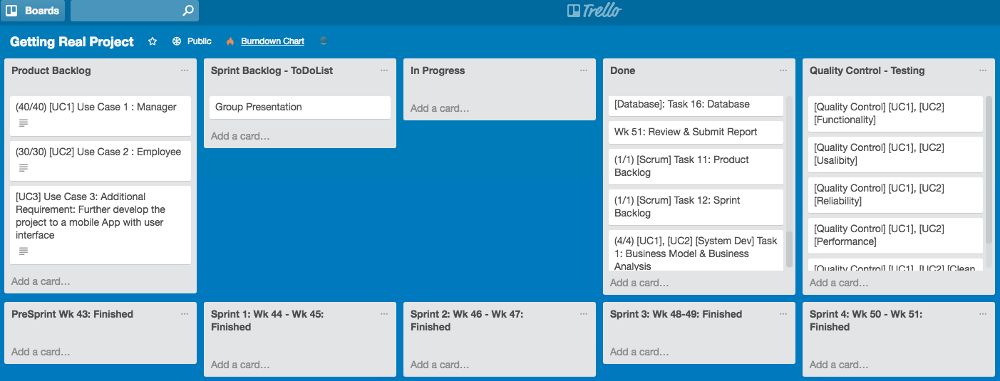 Boards
Trello
Getting Real Project
Public
Burndown Chart
Product Backlog
(40/40) [UC1] Use Case 1 : Manager
(30/30) [UC2] Use Case 2 : Employee
[UC3] Use Case 3: Additional
Requirement: Further develop the
project to a mobile App with user
interface
Add a card…
Sprint Backlog - ToDoList
Group Presentation
Add a card…
In Progress
Add a card…
Done
[Database]: Task 16: Database
Wk 51: Review & Submit Report
(1/1) [Scrum] Task 11: Product
Backlog
(1/1) [Scrum] Task 12: Sprint
Backlog
(4/4) [UC1], [UC2] [System Dev] Task
1: Business Model & Business
Analysis
Add a card…
Quality Control - Testing
[Quality Control] [UC1], [UC2]
[Functionality]
[Quality Control] [UC1], [UC2]
[Usalibity]
[Quality Control] [UC1], [UC2]
[Reliability]
[Quality Control] [UC1], [UC2]
[Performance]
[Quality Control] [UC1], [UC2] [Clean
Add a card…
PreSprint Wk 43: Finished
Add a card…
Sprint 1: Wk 44 - Wk 45:
Finished
Add a card…
Sprint 2: Wk 46 - Wk 47:
Finished
Add a card…
Sprint 3: Wk 48-49: Finished
Add a card…
Sprint 4: Wk 50 - Wk 51:
Finished
Add a card…